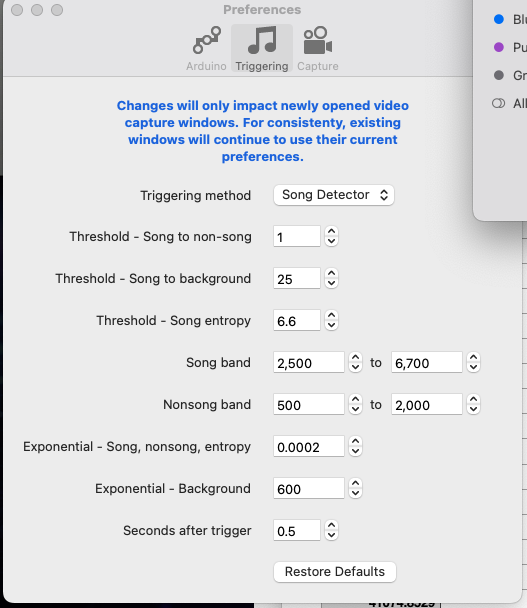 Preferences
Arduino Triggering Capture
Changes will only impact newly opened video
capture windows. For consistenty, existing
windows will continue to use their current
preferences.
Triggering method Song Detector
Threshold - Song to non-song 1
Threshold - Song to background 25
Threshold - Song entropy 6.6
Song band 2,500 to 6,700
Nonsong band 500 to 2,000
Exponential - Song, nonsong, entropy 0.0002
Exponential - Background 600
Seconds after trigger 0.5
Restore Defaults
Blu
Pu
Gr
All